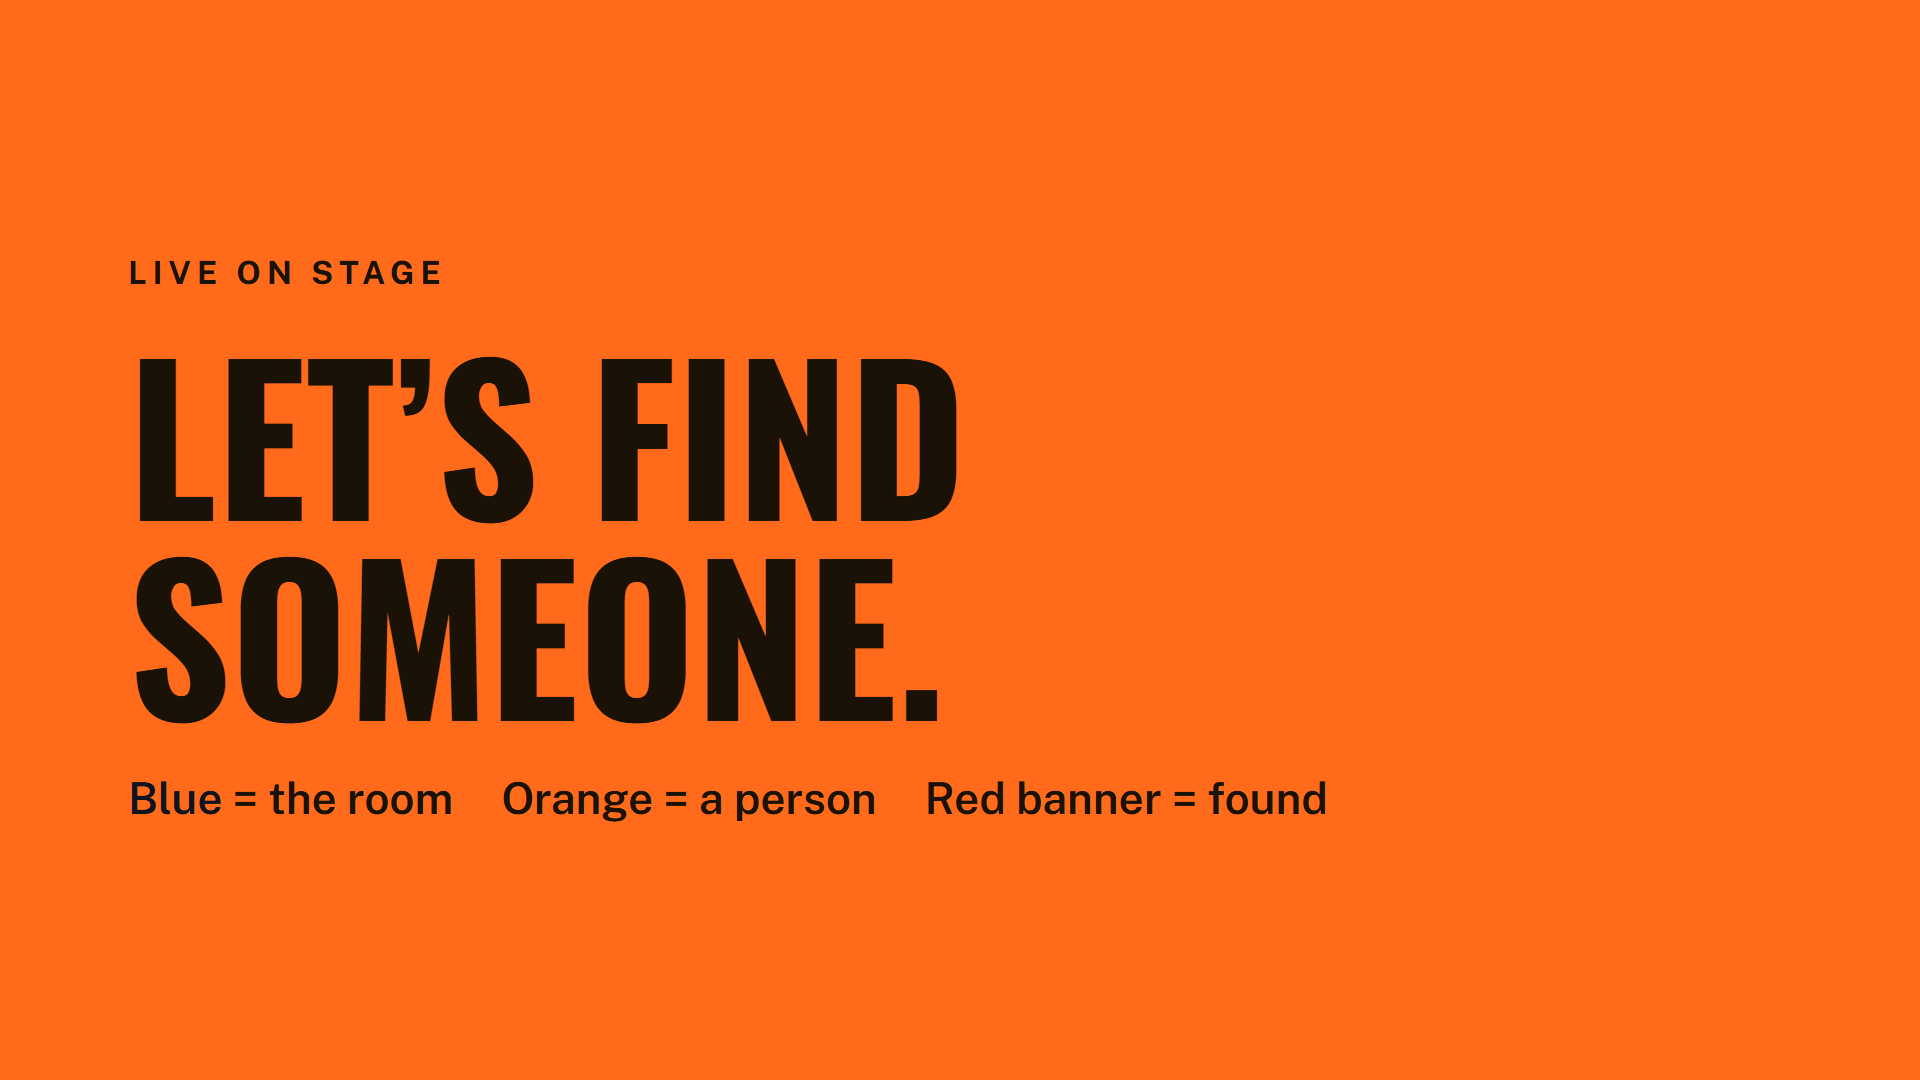 LIVE ON STAGE
LET’S FIND
SOMEONE.
Blue = the room Orange = a person Red banner = found